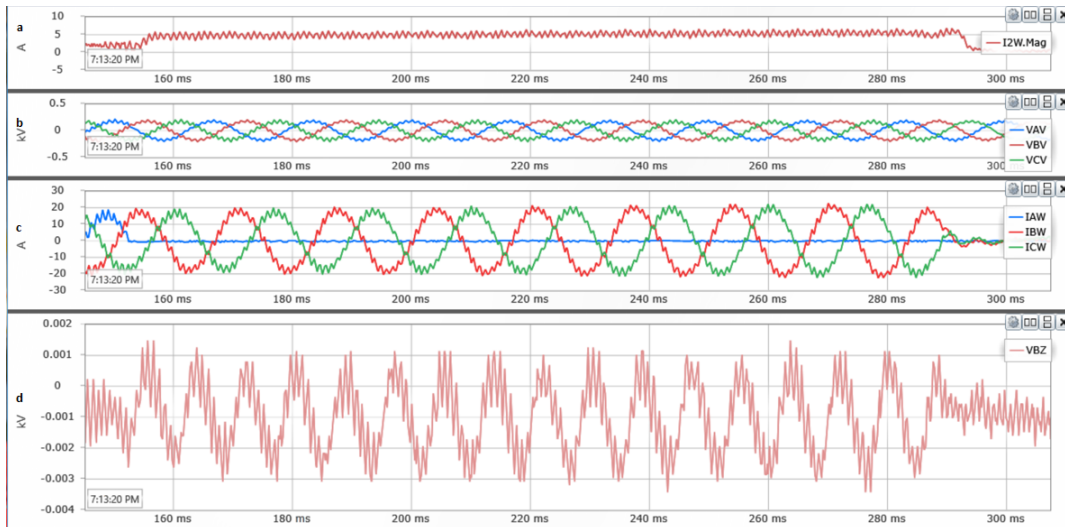 a
10
5
0
-5
A
7:13:20 PM
I2W.Mag
160 ms 180 ms 200 ms 220 ms 240 ms 260 ms 280 ms 300 ms
b
0.5
0
-0.5
kV
7:13:20 PM
VAV
VBV
VCV
160 ms 180 ms 200 ms 220 ms 240 ms 260 ms 280 ms 300 ms
c
30
20
10
0
-10
-20
-30
A
7:13:20 PM
IAW
IBW
ICW
160 ms 180 ms 200 ms 220 ms 240 ms 260 ms 280 ms 300 ms
d
0.002
0.001
0
-0.001
-0.002
-0.003
-0.004
kV
7:13:20 PM
VBZ
160 ms 180 ms 200 ms 220 ms 240 ms 260 ms 280 ms 300 ms